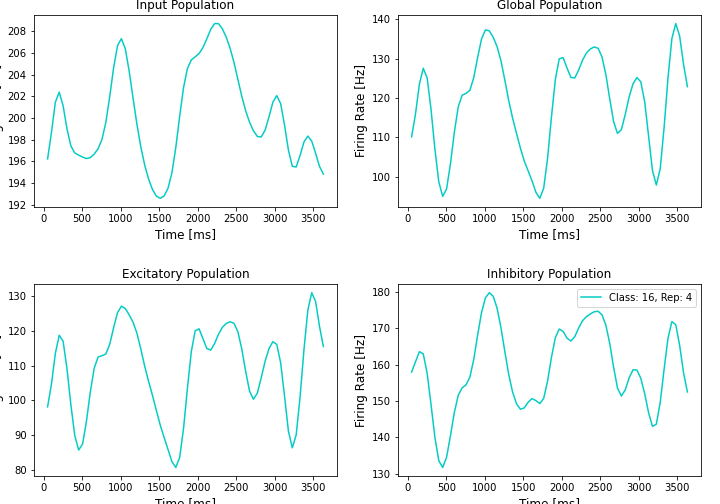 Input Population
208
206
204
202
200
198
196
194
192
0 500 1000 1500 2000 2500 3000 3500
Time [ms]
Global Population
Firing Rate [Hz]
140
130
120
110
100
0 500 1000 1500 2000 2500 3000 3500
Time [ms]
Excitatory Population
130
120
110
100
90
80
0 500 1000 1500 2000 2500 3000 3500
Time [ms]
Inhibitory Population
Class: 16, Rep: 4
Firing Rate [Hz]
180
170
160
150
140
130
0 500 1000 1500 2000 2500 3000 3500
Time [ms]